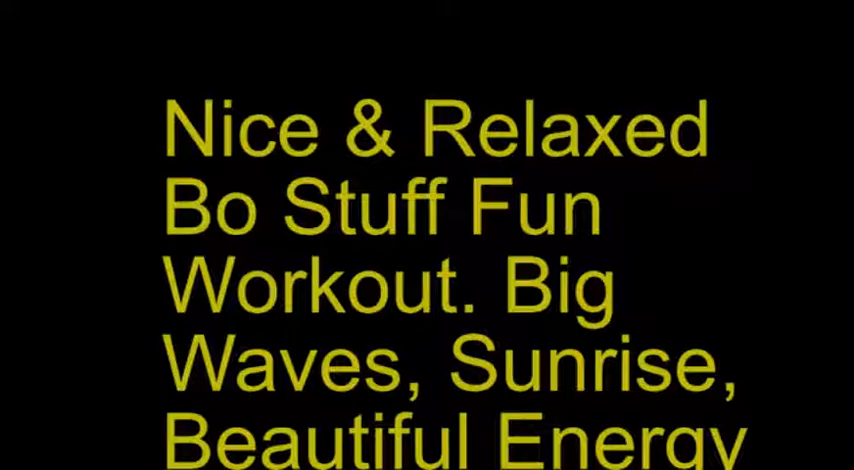 Nice & Relaxed
Bo Stuff Fun
Workout. Big
Waves, Sunrise,
Beautiful Energy